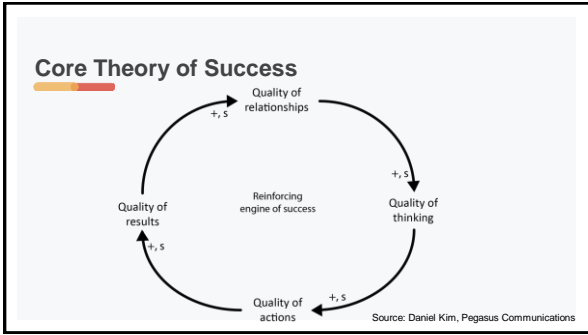 Core Theory of Success
Quality of
relationships
+, s
+, s
Quality of
results
Reinforcing
engine of success
Quality of
thinking
+, s
+, s
Quality of
actions
Source: Daniel Kim, Pegasus Communications